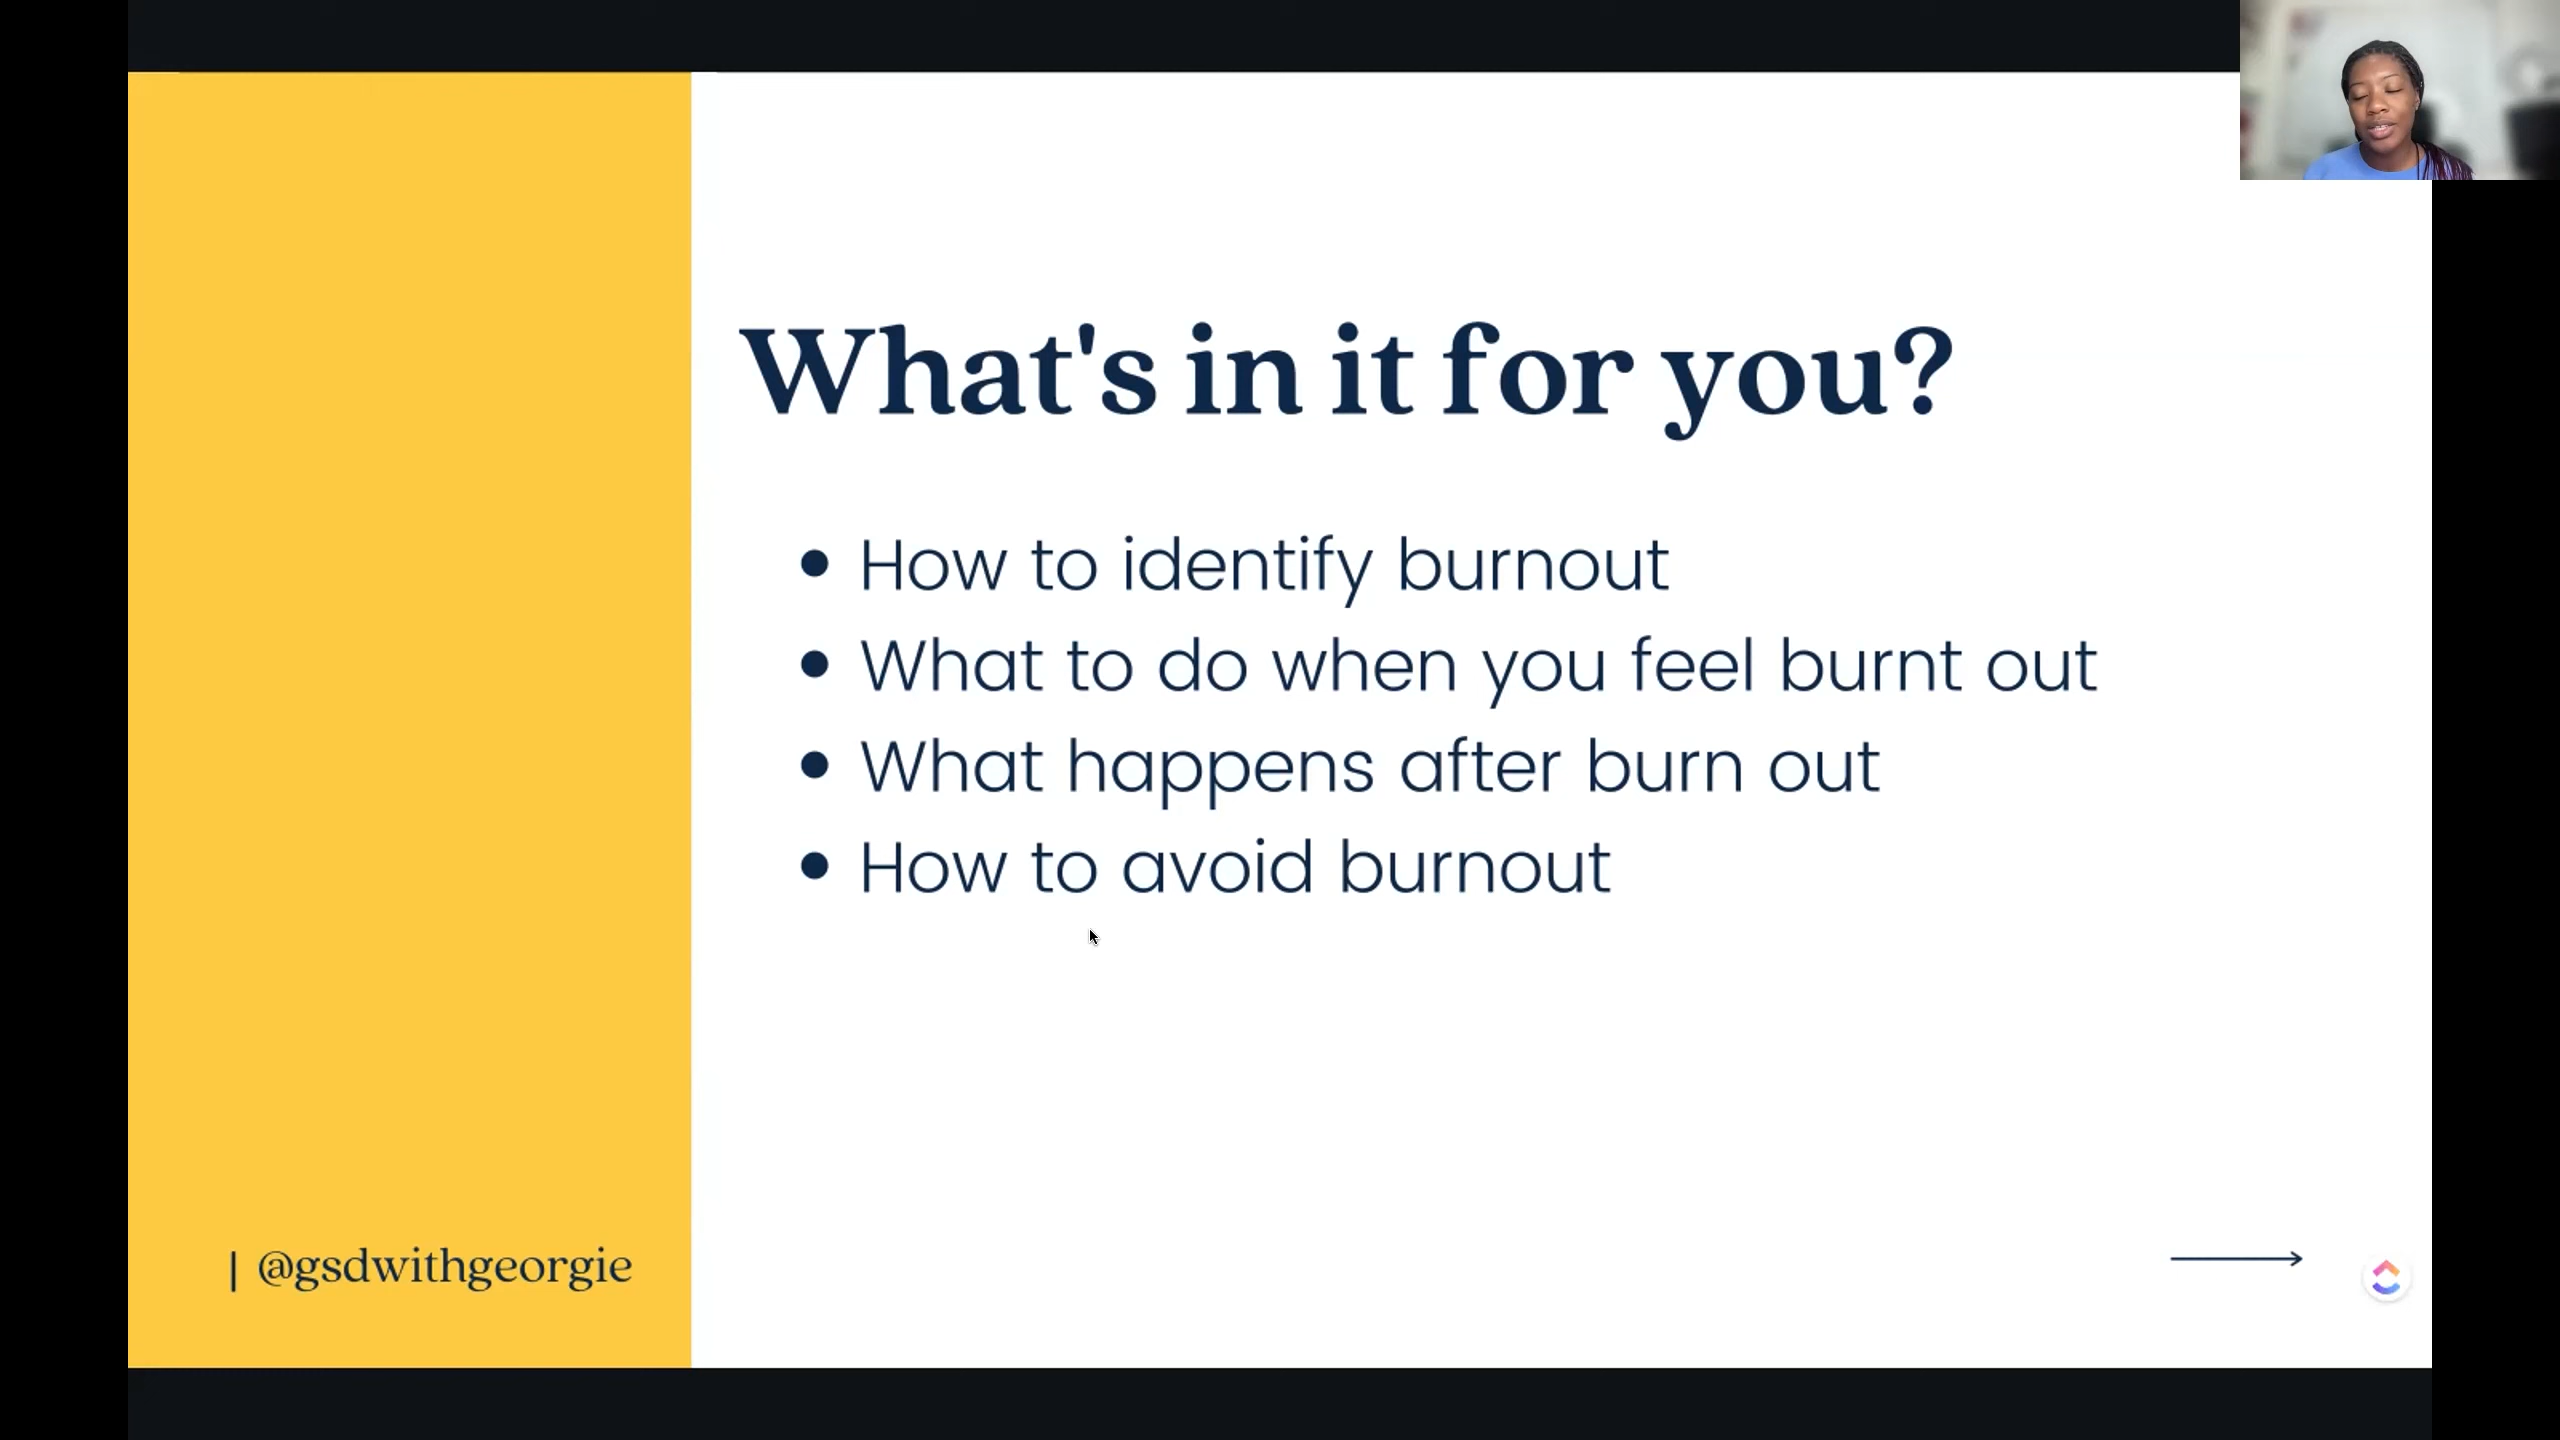 What's in it for you?
• How to identify burnout
• What to do when you feel burnt out
• What happens after burn out
• How to avoid burnout
| @gsdwithgeorgie